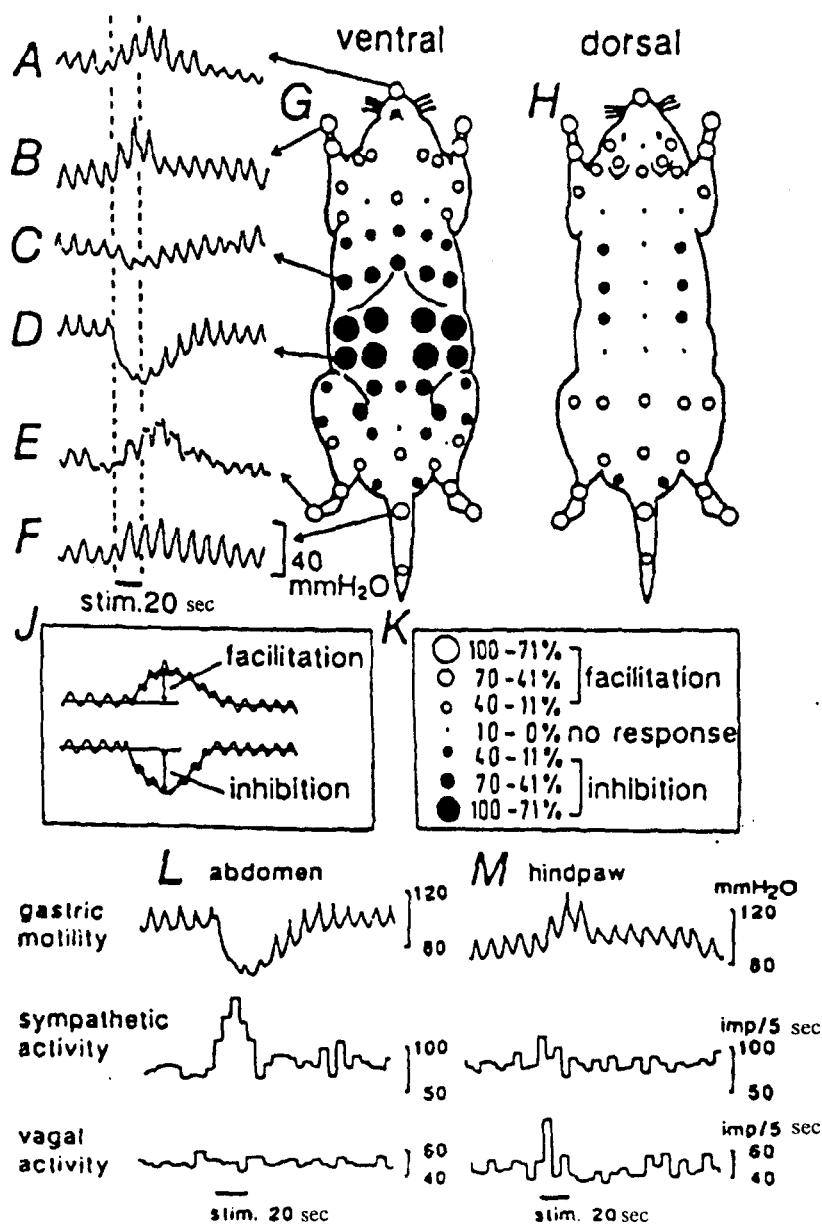 ventral
dorsal
A
G
H
B
C
D
E
F
40
mmH₂O
stim.20 sec
J
K
facilitation
inhibition
100-71%
70-41%
facilitation
40-11%
10-0% no response
40-11%
70-41%
inhibition
100-71%
L abdomen
M hindpaw
mmH₂O
gastric
motility
120
80
120
80
sympathetic
activity
imp/5 sec
100
50
100
50
vagal
activity
imp/5 sec
60
40
60
40
stim. 20 sec
stim. 20 sec